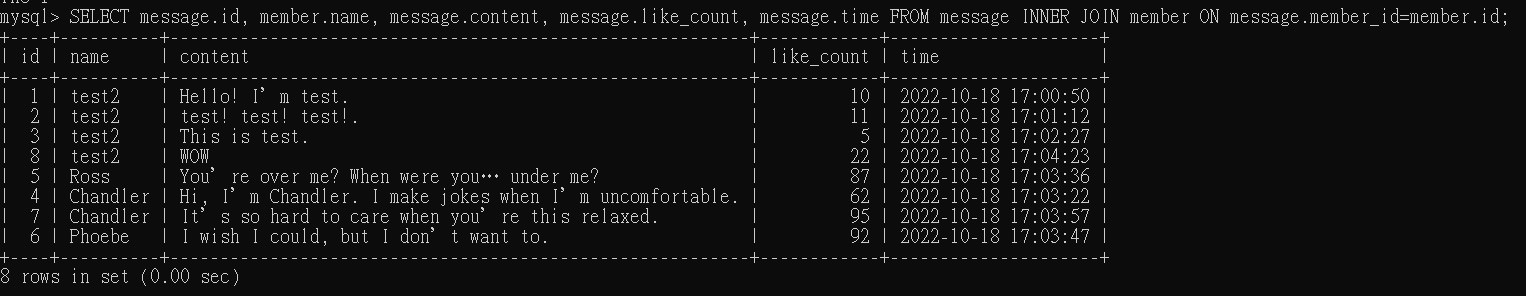 mysql> SELECT message.id, member.name, message.content, message.like_count, message.time FROM message INNER JOIN member ON message.member_id=member.id;
+----+----------+----------------------------------------------------------+------------+---------------------+
| id | name     | content                                                  | like_count | time                |
+----+----------+----------------------------------------------------------+------------+---------------------+
|  1 | test2    | Hello! I’m test.                                         |         10 | 2022-10-18 17:00:50 |
|  2 | test2    | test! test! test!.                                       |         11 | 2022-10-18 17:01:12 |
|  3 | test2    | This is test.                                            |          5 | 2022-10-18 17:02:27 |
|  8 | test2    | WOW                                                      |         22 | 2022-10-18 17:04:23 |
|  5 | Ross     | You’re over me? When were you… under me?                 |         87 | 2022-10-18 17:03:36 |
|  4 | Chandler | Hi, I’m Chandler. I make jokes when I’m uncomfortable. |         62 | 2022-10-18 17:03:22 |
|  7 | Chandler | It’s so hard to care when you’re this relaxed.          |         95 | 2022-10-18 17:03:57 |
|  6 | Phoebe   | I wish I could, but I don’t want to.                    |         92 | 2022-10-18 17:03:47 |
+----+----------+----------------------------------------------------------+------------+---------------------+
8 rows in set (0.00 sec)